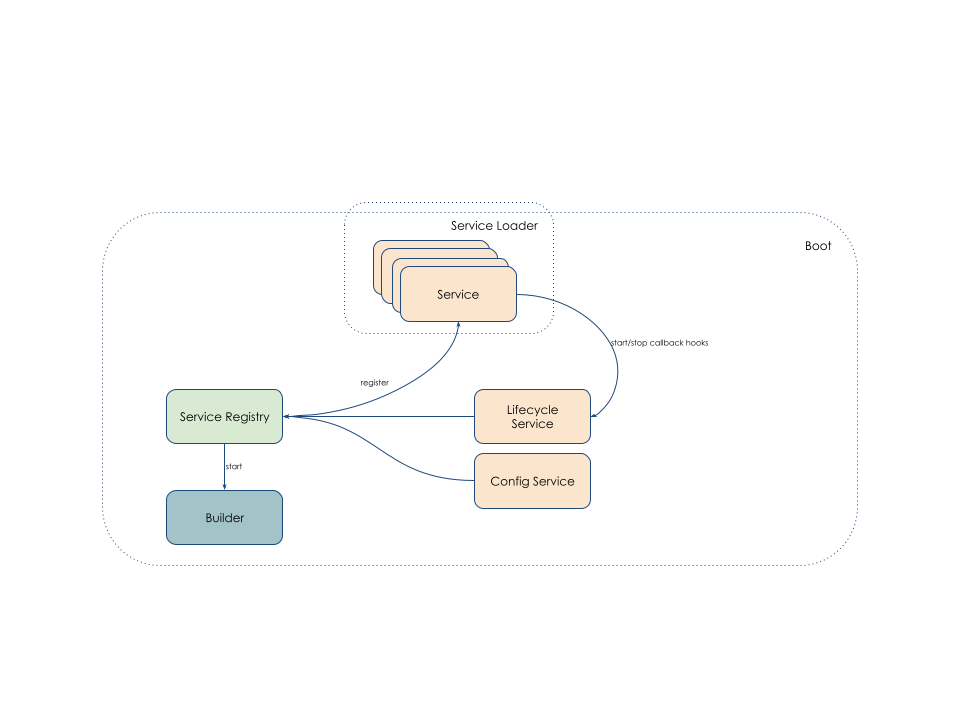 Service Loader
Boot
Service
start/stop callback hooks
register
Service Registry
Lifecycle
Service
start
Config Service
Builder